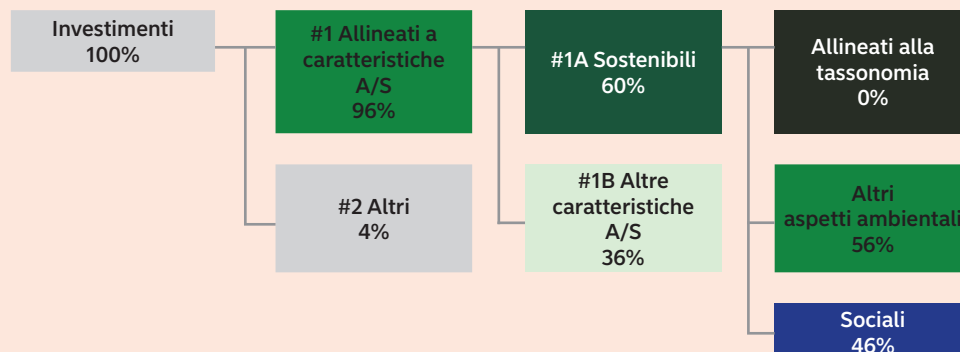 Investimenti
100%
#1 Allineati a
caratteristiche
A/S
96%
#1A Sostenibili
60%
Allineati alla
tassonomia
0%
#2 Altri
4%
#1B Altre
caratteristiche
A/S
36%
Altri
aspetti ambientali
56%
Sociali
46%